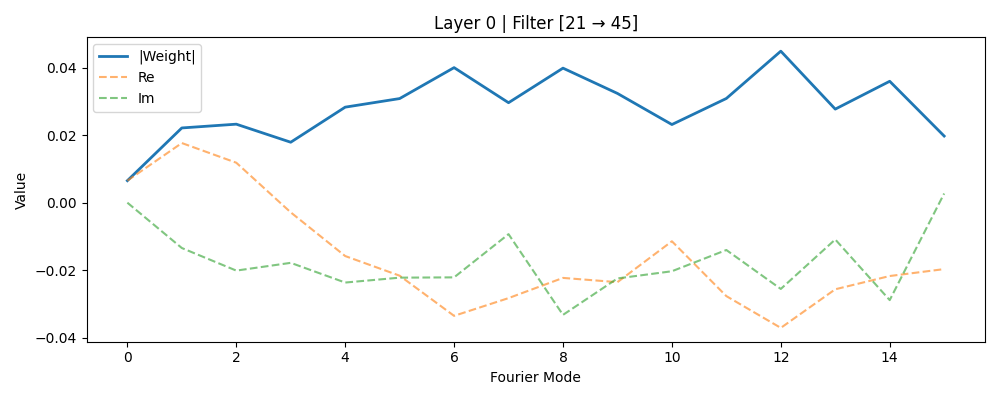 Layer 0 | Filter [21 → 45]
|Weight|
Re
Im
0.04
0.02
0.00
−0.02
−0.04
Value
0 2 4 6 8 10 12 14
Fourier Mode